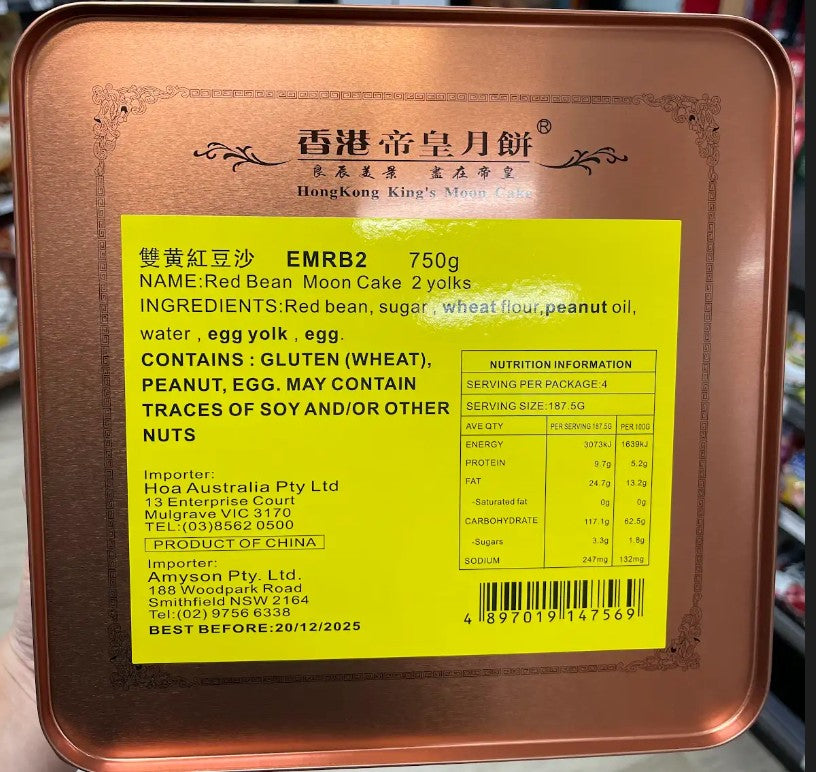 香港帝皇月餅®
良辰美景 盡在帝皇
HongKong King's Moon Cake
雙黄紅豆沙 EMRB2 750g
NAME:Red Bean Moon Cake 2 yolks
INGREDIENTS:Red bean, sugar , wheat flour,peanut oil,
water , egg yolk , egg.
CONTAINS : GLUTEN (WHEAT),
PEANUT, EGG. MAY CONTAIN
TRACES OF SOY AND/OR OTHER
NUTS
Importer:
Hoa Australia Pty Ltd
13 Enterprise Court
Mulgrave VIC 3170
TEL:(03)8562 0500
PRODUCT OF CHINA
Importer:
Amyson Pty. Ltd.
188 Woodpark Road
Smithfield NSW 2164
Tel:(02) 9756 6338
BEST BEFORE:20/12/2025
NUTRITION INFORMATION
SERVING PER PACKAGE:4
SERVING SIZE:187.5G
AVE QTY PER SERVING 187.5G PER 100G
ENERGY 3073kJ 1639kJ
PROTEIN 9.7g 5.2g
FAT 24.7g 13.2g
-Saturated fat 0g 0g
CARBOHYDRATE 117.1g 62.5g
-Sugars 3.3g 1.8g
SODIUM 247mg 132mg
4 897019 147569